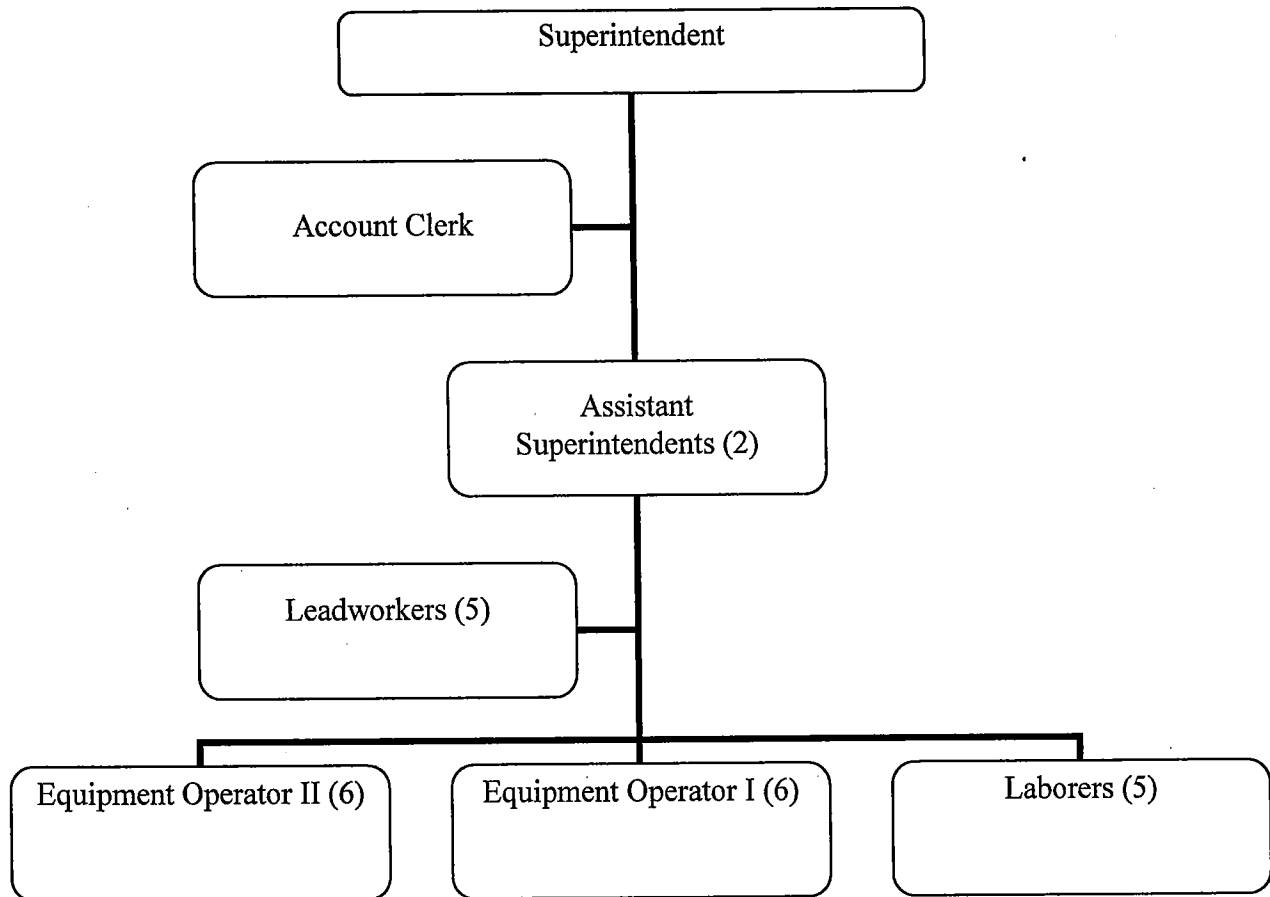 Superintendent
Account Clerk
Assistant
Superintendents (2)
Leadworkers (5)
Equipment Operator II (6)
Equipment Operator I (6)
Laborers (5)